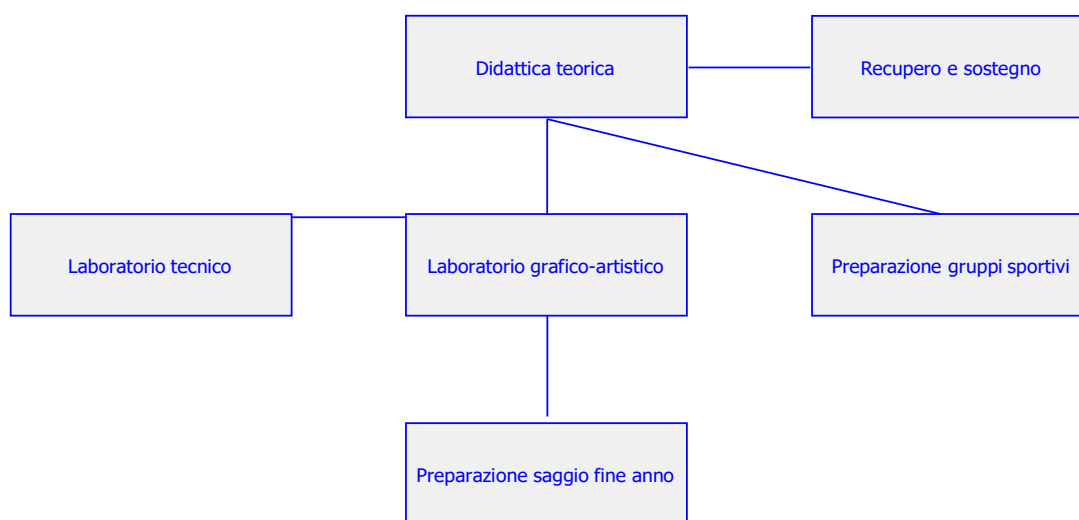 Didattica teorica
Recupero e sostegno
Laboratorio tecnico
Laboratorio grafico-artistico
Preparazione gruppi sportivi
Preparazione saggio fine anno